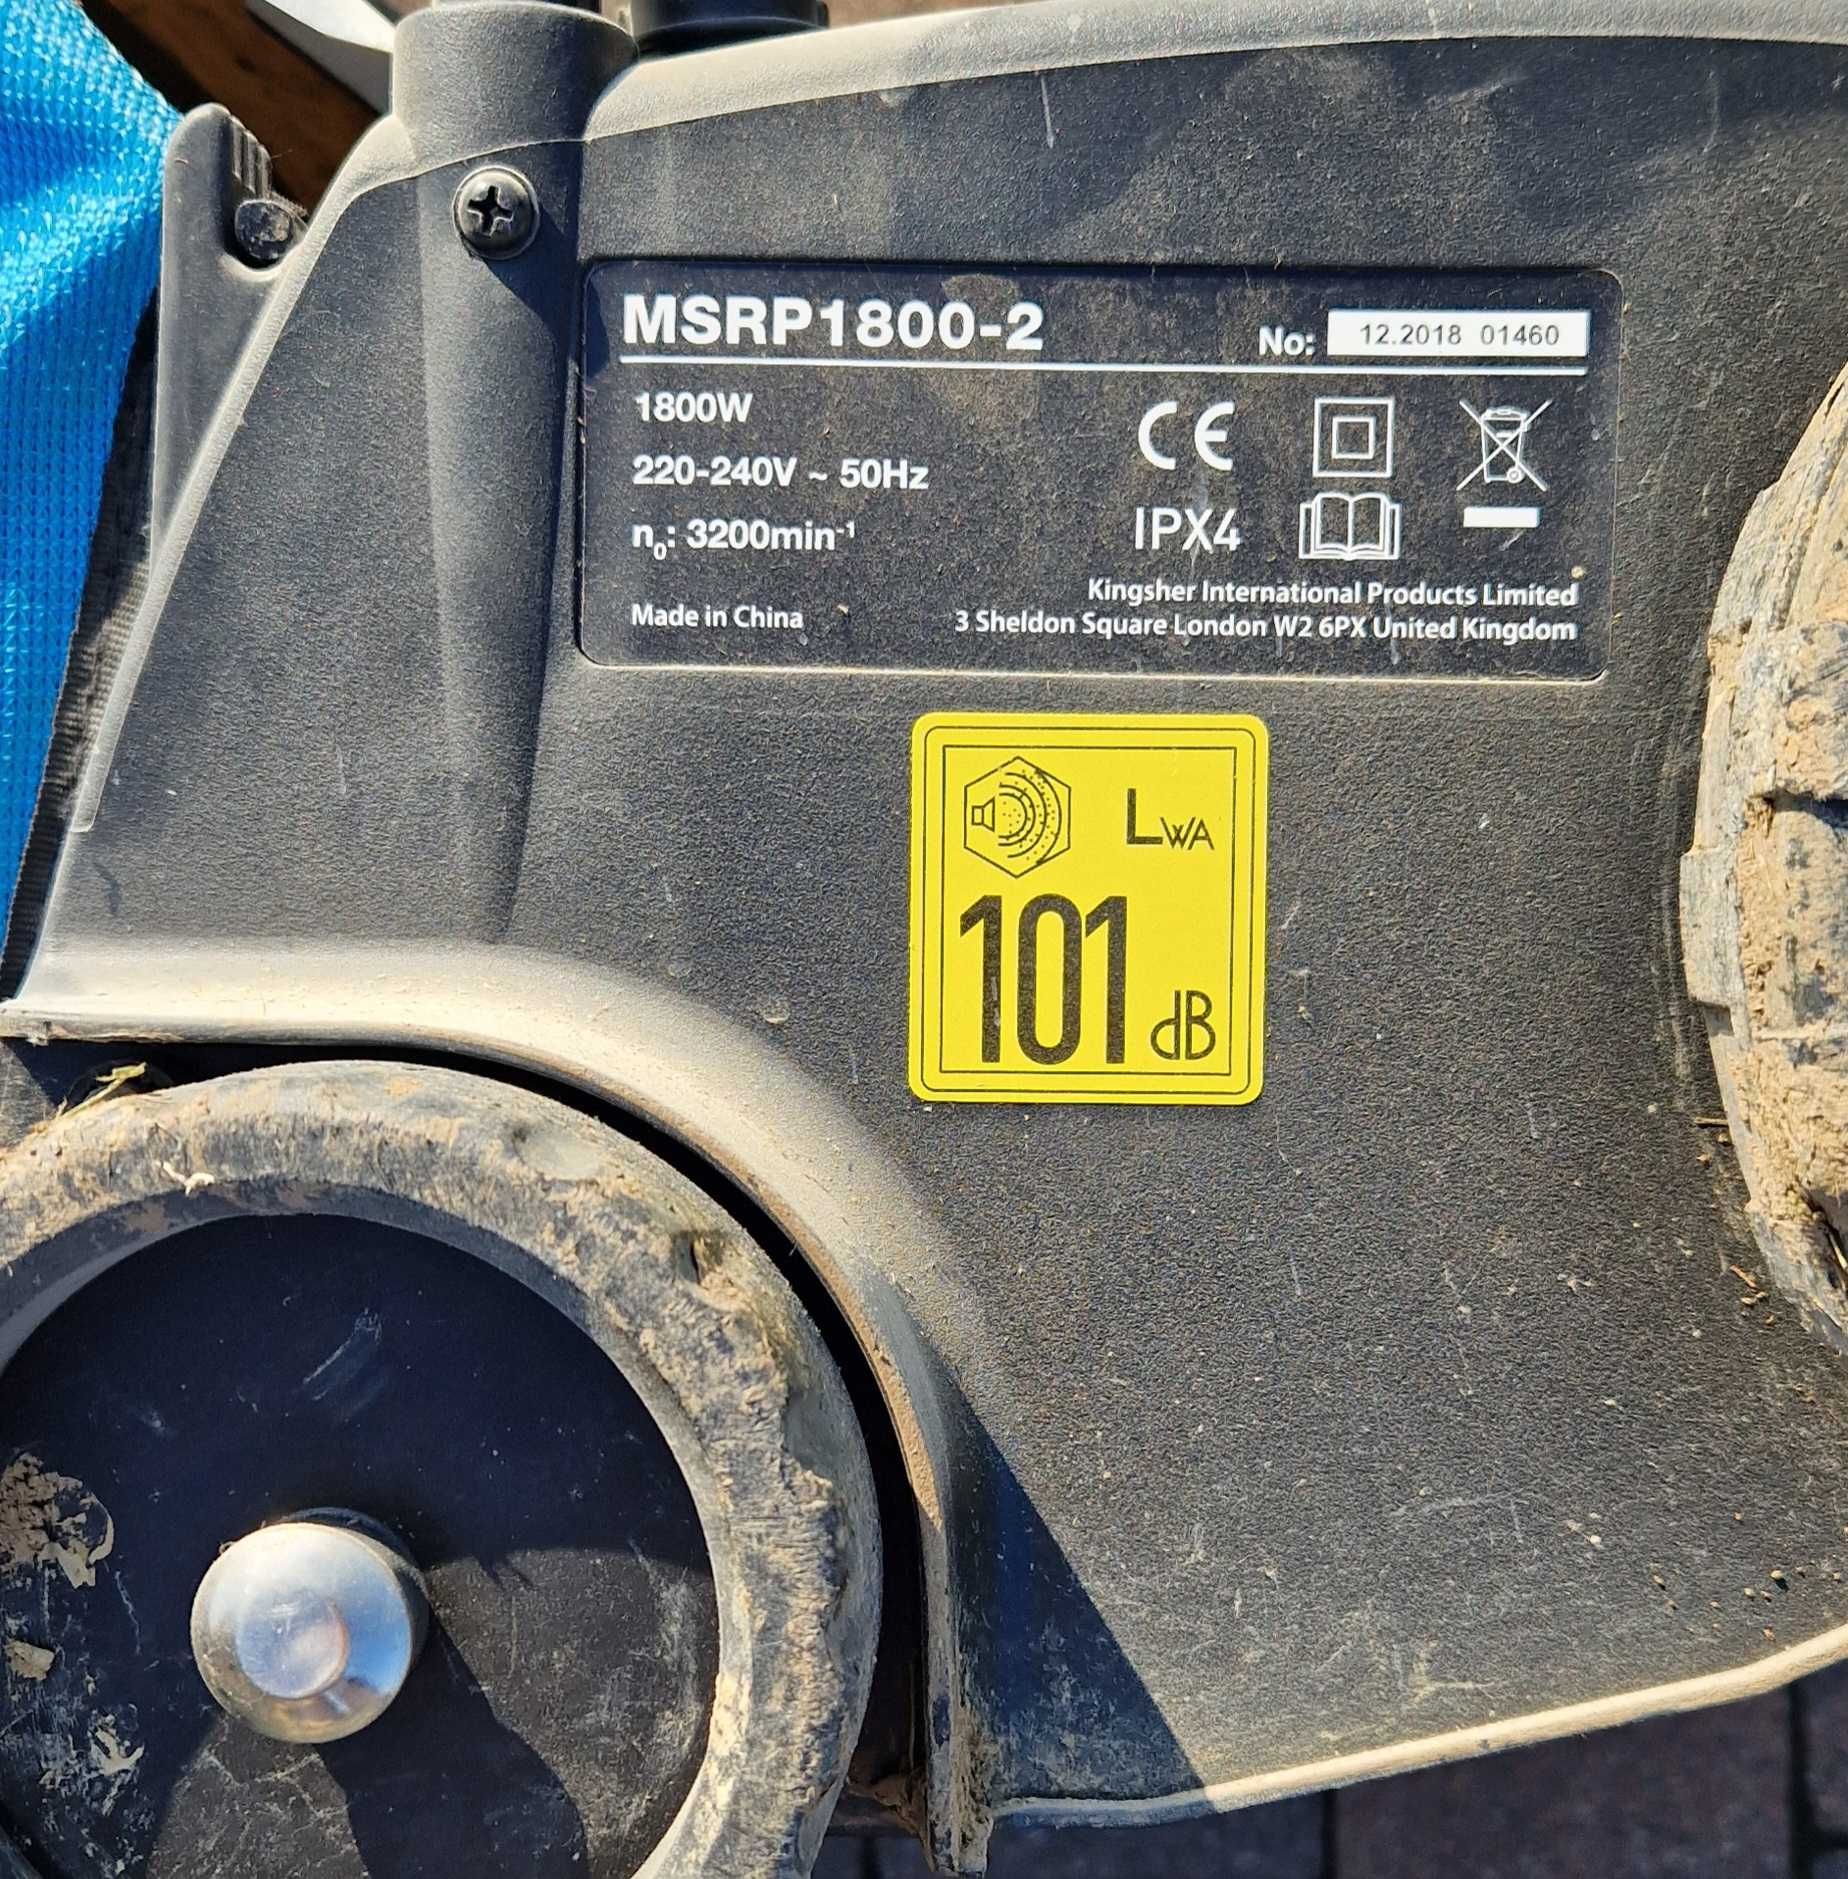 MSRP1800-2
No: 12.2018 01460
1800W
220-240V ~ 50Hz
n₀: 3200min⁻¹
CE
IPX4
Made in China
Kingsher International Products Limited
3 Sheldon Square London W2 6PX United Kingdom
LWA
101 dB